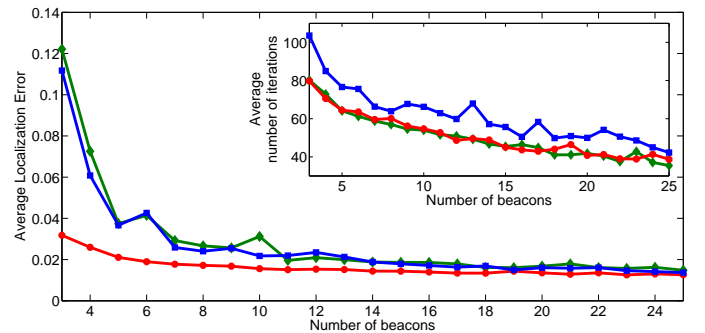 0.14
0.12
0.1
0.08
0.06
0.04
0.02
0
Average Localization Error
4 6 8 10 12 14 16 18 20 22 24
Number of beacons
100
80
60
40
Average
number of iterations
5 10 15 20 25
Number of beacons